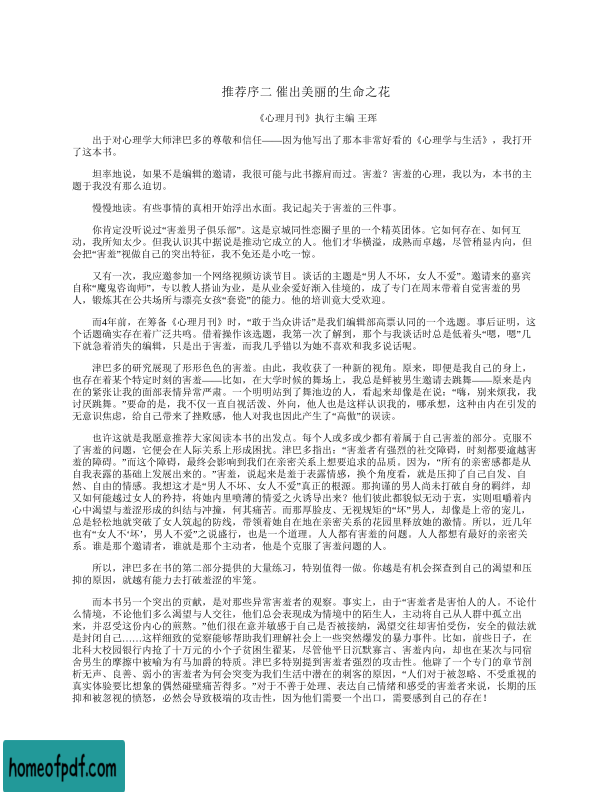 推荐序二 催出美丽的生命之花
《心理月刊》执行主编 王珲
出于对心理学大师津巴多的尊敬和信任——因为他写出了那本非常好看的《心理学与生活》，我打开
了这本书。
坦率地说，如果不是编辑的邀请，我很可能与此书擦肩而过。害羞？害羞的心理，我以为，本书的主
题于我没有那么迫切。
慢慢地读。有些事情的真相开始浮出水面。我记起关于害羞的三件事。
你肯定没听说过“害羞男子俱乐部”。这是京城同性恋圈子里的一个精英团体。它如何存在、如何互
动，我所知太少。但我认识其中据说是推动它成立的人。他们才华横溢，成熟而卓越，尽管稍显内向，但
会把“害羞”视做自己的突出特征，我不免还是小吃一惊。
又有一次，我应邀参加一个网络视频访谈节目。谈话的主题是“男人不坏，女人不爱”。邀请来的嘉宾
自称“魔鬼咨询师”，专以教人搭讪为业，是从业余爱好渐入佳境的，成了专门在周末带着自觉害羞的男
人，锻炼其在公共场所与漂亮女孩“套瓷”的能力。他的培训竟大受欢迎。
而4年前，在筹备《心理月刊》时，“敢于当众讲话”是我们编辑部高票认同的一个选题。事后证明，这
个话题确实存在着广泛共鸣。借着操作该选题，我第一次了解到，那个与我谈话时总是低着头“嗯，嗯”几
下就急着消失的编辑，只是出于害羞，而我几乎错以为她不喜欢和我多说话呢。
津巴多的研究展现了形形色色的害羞。由此，我收获了一种新的视角。原来，即便是我自己的身上，
也存在着某个特定时刻的害羞——比如，在大学时候的舞场上，我总是鲜被男生邀请去跳舞——原来是内
在的紧张让我的面部表情异常严肃。一个明明站到了舞池边的人，看起来却像是在说：“嗨，别来烦我，我
讨厌跳舞。”要命的是，我不仅一直自视活泼、外向，他人也是这样认识我的，哪承想，这种由内在引发的
无意识焦虑，给自己带来了挫败感，他人对我也因此产生了“高傲”的误读。
也许这就是我愿意推荐大家阅读本书的出发点。每个人或多或少都有着属于自己害羞的部分。克服不
了害羞的问题，它便会在人际关系上形成困扰。津巴多指出：“害羞者有强烈的社交障碍，时刻都要逾越害
羞的障碍。”而这个障碍，最终会影响到我们在亲密关系上想要追求的品质。因为，“所有的亲密感都是从
自我表露的基础上发展出来的。”害羞，说起来是羞于表露情感，换个角度看，就是压抑了自己自发、自
然、自由的情感。我想这才是“男人不坏、女人不爱”真正的根源。那拘谨的男人尚未打破自身的羁绊，却
又如何能越过女人的矜持，将她内里喷薄的情爱之火诱导出来？他们彼此都貌似无动于衷，实则咀嚼着内
心中渴望与羞涩形成的纠结与冲撞，何其痛苦。而那厚脸皮、无视规矩的“坏”男人，却像是上帝的宠儿，
总是轻松地就突破了女人筑起的防线，带领着她自在地在亲密关系的花园里释放她的激情。所以，近几年
也有“女人不‘坏’，男人不爱”之说盛行，也是一个道理。人人都有害羞的问题。人人都想有最好的亲密关
系。谁是那个邀请者，谁就是那个主动者，他是个克服了害羞问题的人。
所以，津巴多在书的第二部分提供的大量练习，特别值得一做。你越是有机会探查到自己的渴望和压
抑的原因，就越有能力去打破羞涩的牢笼。
而本书另一个突出的贡献，是对那些异常害羞者的观察。事实上，由于“害羞者是害怕人的人，不论什
么情境，不论他们多么渴望与人交往，他们总会表现成为情境中的陌生人，主动将自己从人群中孤立出
来，并忍受这份内心的煎熬。”他们很在意并敏感于自己是否被接纳，渴望交往却害怕受伤，安全的做法就
是封闭自己……这样细致的觉察能够帮助我们理解社会上一些突然爆发的暴力事件。比如，前些日子，在
北科大校园银行内抢了十万元的小个子贫困生翟某，尽管他平日沉默寡言、害羞内向，却也在某次与同宿
舍男生的摩擦中被喻为有马加爵的特质。津巴多特别提到害羞者强烈的攻击性。他辟了一个专门的章节剖
析无声、良善、弱小的害羞者为何会突变为我们生活中潜在的刺客的原因，“人们对于被忽略、不受重视的
真实体验要比想象的偶然碰壁痛苦得多。”对于不善于处理、表达自己情绪和感受的害羞者来说，长期的压
抑和被忽视的愤怒，必然会导致极端的攻击性，因为他们需要一个出口，需要感到自己的存在！
homeofpdf.com